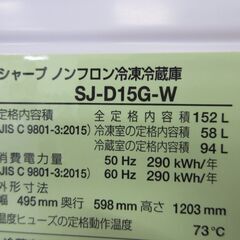 シャープ ノンフロン冷凍冷蔵庫
SJ-D15G-W
定格内容積 全定格内容積 152 L
JIS C 9801-3:2015) 冷凍室の定格内容積 58 L
冷蔵室の定格内容積 94 L
消費電力量 50 Hz 290 kWh/年
JIS C 9801-3:2015) 60 Hz 290 kWh/年
外形寸法
幅 495 mm 奥行 598 mm 高さ 1203 mm
温度ヒューズの定格動作温度 73℃